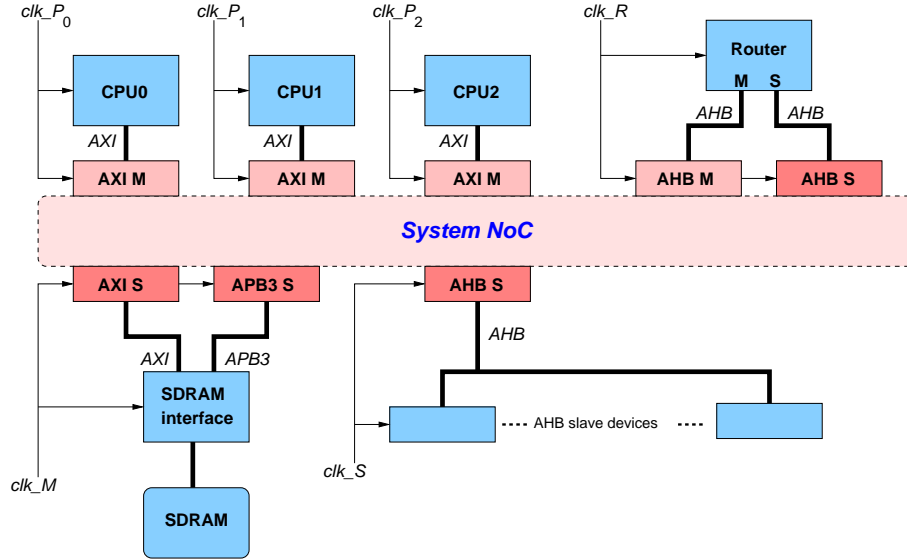 clk_P0 clk_P1 clk_P2 clk_R
Router
M S
CPU0 CPU1 CPU2
AXI AXI AXI AHB AHB
AXI M AXI M AXI M AHB M AHB S
System NoC
AXI S APB3 S AHB S
AHB
AXI APB3
SDRAM
interface
AHB slave devices
clk_M clk_S
SDRAM